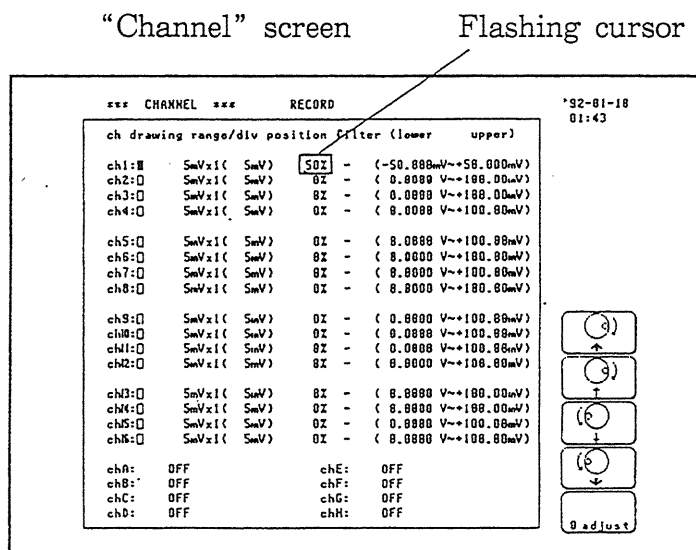 “Channel” screen Flashing cursor
*** CHANNEL *** RECORD '92-01-18
01:43
ch drawing range/div position filter (lower upper)
ch1: 5mVx1( 5mV) 50% - (-50.000mV~+50.000mV)
ch2: 5mVx1( 5mV) 0% - ( 0.0000 V~+100.00mV)
ch3: 5mVx1( 5mV) 0% - ( 0.0000 V~+100.00mV)
ch4: 5mVx1( 5mV) 0% - ( 0.0000 V~+100.00mV)
ch5: 5mVx1( 5mV) 0% - ( 0.0000 V~+100.00mV)
ch6: 5mVx1( 5mV) 0% - ( 0.0000 V~+100.00mV)
ch7: 5mVx1( 5mV) 0% - ( 0.0000 V~+100.00mV)
ch8: 5mVx1( 5mV) 0% - ( 0.0000 V~+100.00mV)
ch9: 5mVx1( 5mV) 0% - ( 0.0000 V~+100.00mV)
ch10: 5mVx1( 5mV) 0% - ( 0.0000 V~+100.00mV)
ch11: 5mVx1( 5mV) 0% - ( 0.0000 V~+100.00mV)
ch12: 5mVx1( 5mV) 0% - ( 0.0000 V~+100.00mV)
ch13: 5mVx1( 5mV) 0% - ( 0.0000 V~+100.00mV)
ch14: 5mVx1( 5mV) 0% - ( 0.0000 V~+100.00mV)
ch15: 5mVx1( 5mV) 0% - ( 0.0000 V~+100.00mV)
ch16: 5mVx1( 5mV) 0% - ( 0.0000 V~+100.00mV)
chA: OFF chE: OFF
chB: OFF chF: OFF
chC: OFF chG: OFF
chD: OFF chH: OFF
0 adjust